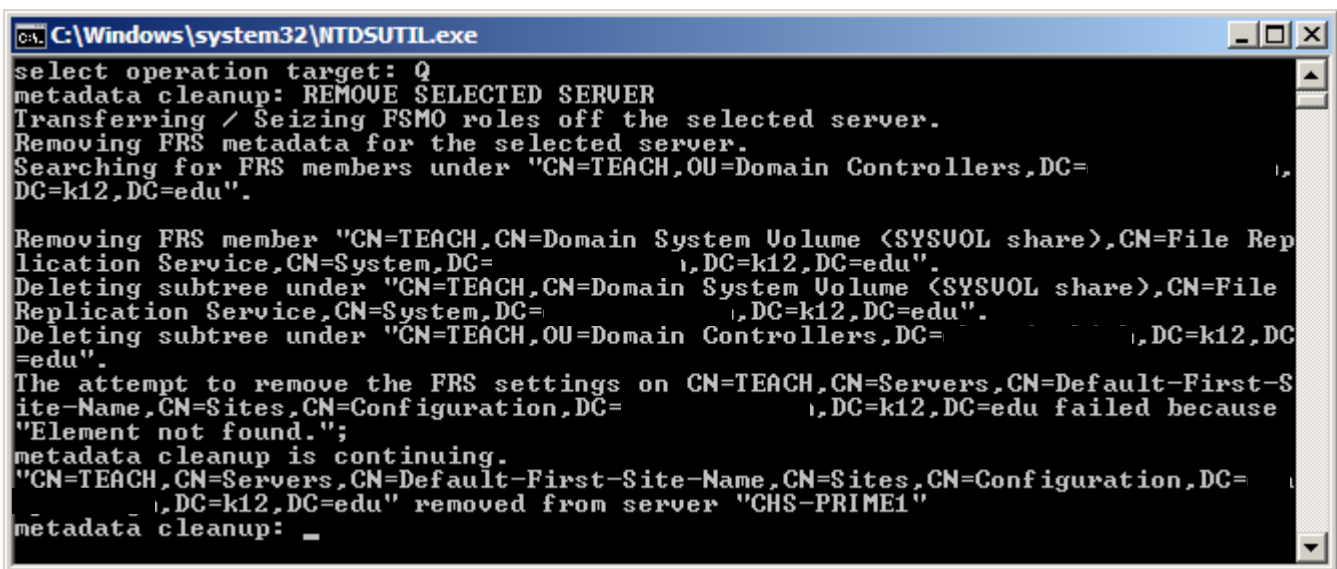 C:\Windows\system32\NTDSUTIL.exe
select operation target: Q
metadata cleanup: REMOVE SELECTED SERVER
Transferring / Seizing FSMO roles off the selected server.
Removing FRS metadata for the selected server.
Searching for FRS members under "CN=TEACH,OU=Domain Controllers,DC= ,
DC=k12,DC=edu".
Removing FRS member "CN=TEACH,CN=Domain System Volume (SYSVOL share),CN=File Rep
lication Service,CN=System,DC= ,DC=k12,DC=edu".
Deleting subtree under "CN=TEACH,CN=Domain System Volume (SYSVOL share),CN=File
Replication Service,CN=System,DC= ,DC=k12,DC=edu".
Deleting subtree under "CN=TEACH,OU=Domain Controllers,DC= ,DC=k12,DC
=edu".
The attempt to remove the FRS settings on CN=TEACH,CN=Servers,CN=Default-First-S
ite-Name,CN=Sites,CN=Configuration,DC= ,DC=k12,DC=edu failed because
"Element not found.";
metadata cleanup is continuing.
"CN=TEACH,CN=Servers,CN=Default-First-Site-Name,CN=Sites,CN=Configuration,DC=
,DC=k12,DC=edu" removed from server "CHS-PRIME1"
metadata cleanup: _